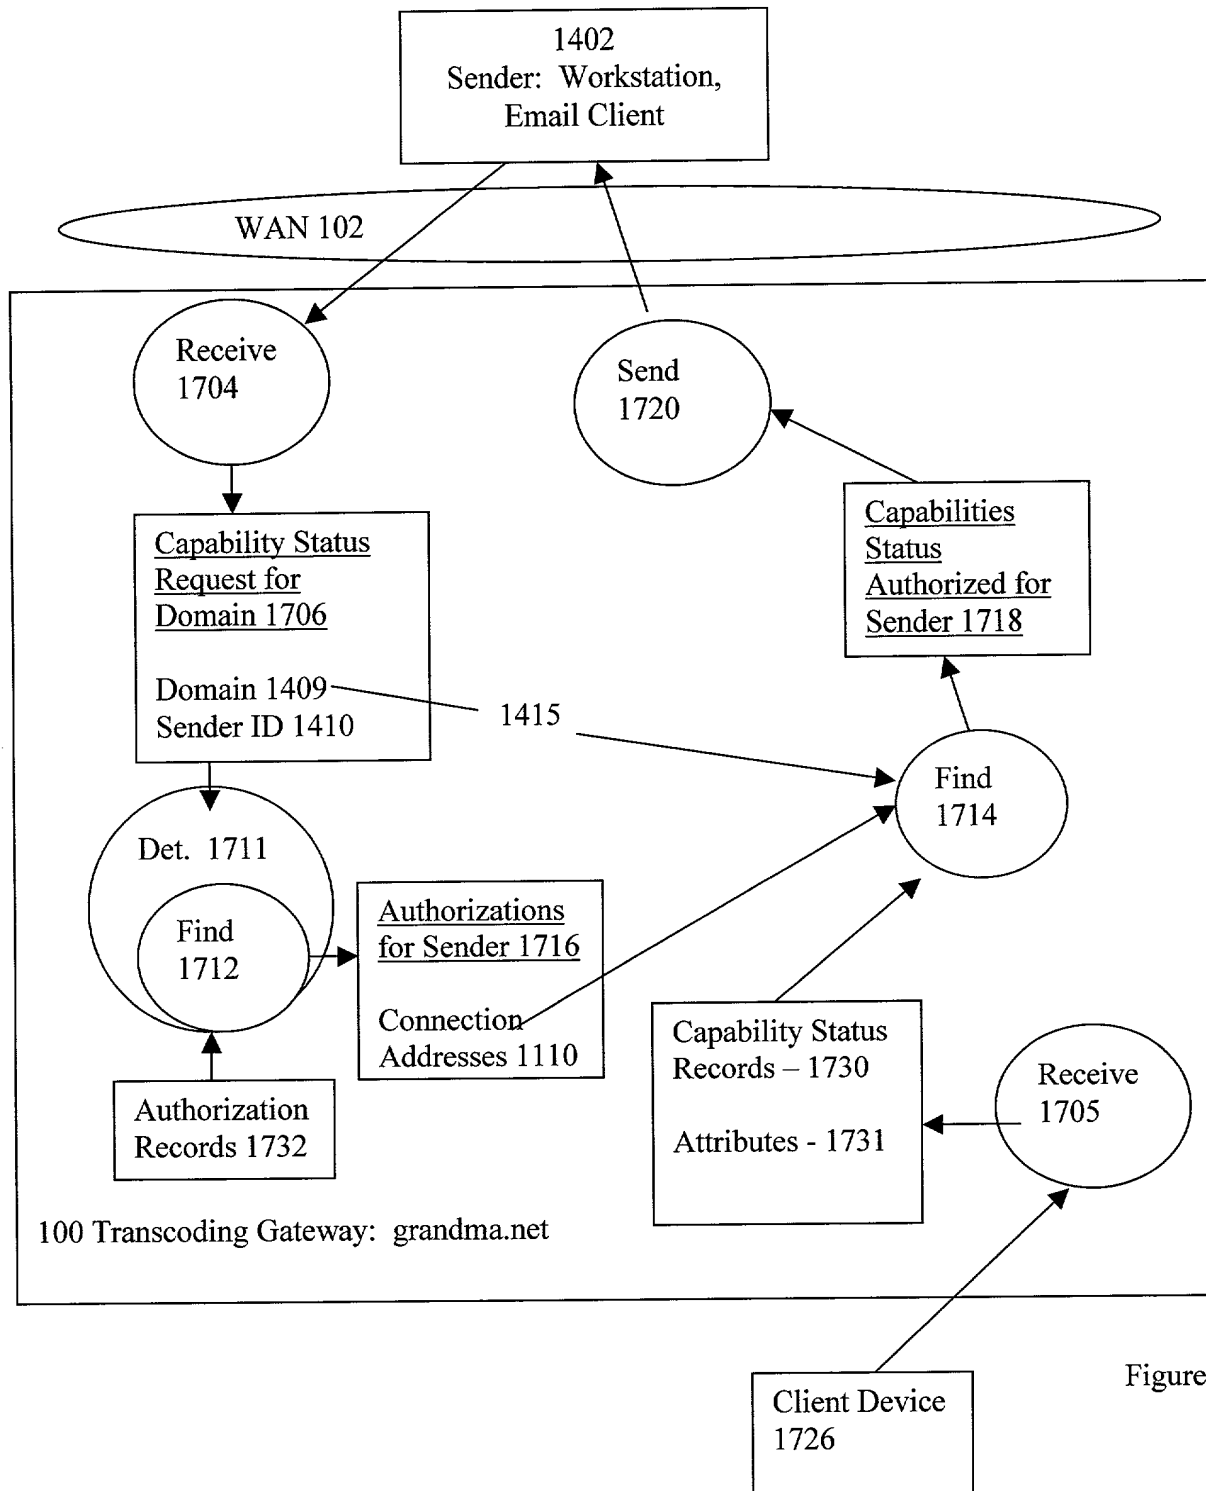 1402
Sender: Workstation,
Email Client
WAN 102
Receive
1704
Send
1720
Capability Status
Request for
Domain 1706
Domain 1409
Sender ID 1410
1415
Capabilities
Status
Authorized for
Sender 1718
Find
1714
Det. 1711
Find
1712
Authorizations
for Sender 1716
Connection
Addresses 1110
Authorization
Records 1732
Capability Status
Records – 1730
Attributes - 1731
Receive
1705
100 Transcoding Gateway: grandma.net
Figure
Client Device
1726